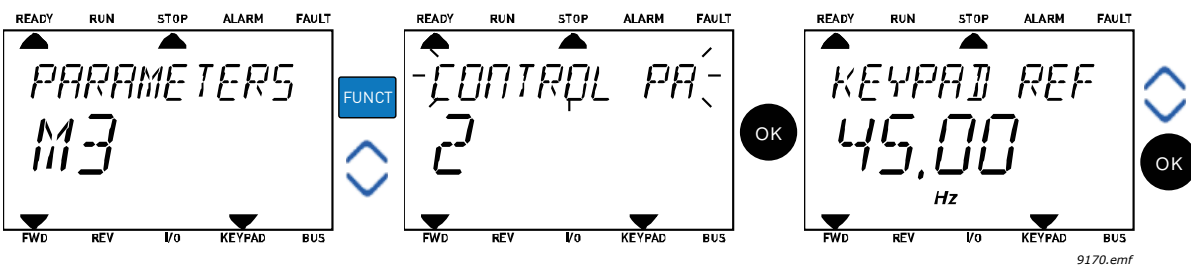 READY RUN STOP ALARM FAULT
PARAMETERS
M3
FWD REV I/O KEYPAD BUS
FUNCT
READY RUN STOP ALARM FAULT
CONTROL PA
2
FWD REV I/O KEYPAD BUS
OK
READY RUN STOP ALARM FAULT
KEYPAD REF
45.00
Hz
FWD REV I/O KEYPAD BUS
OK
9170.emf